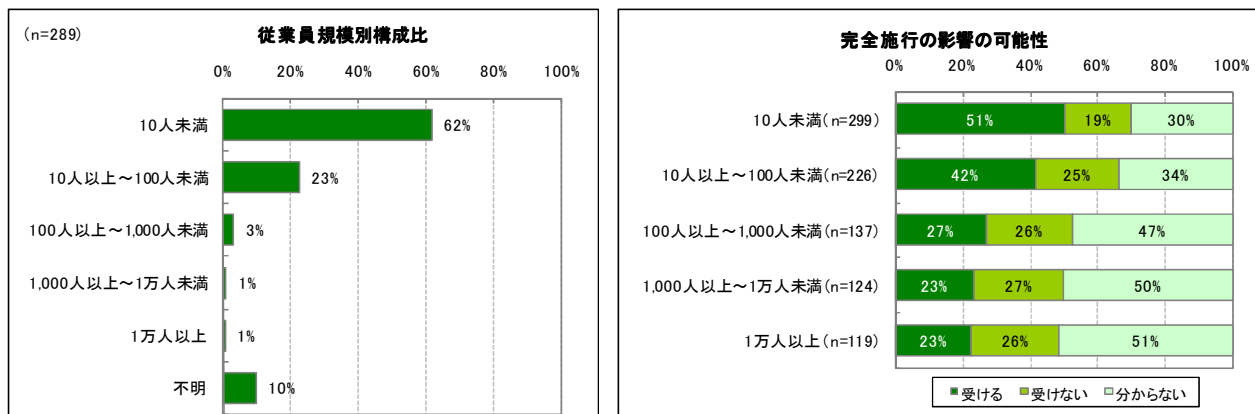 (n=289)
従業員規模別構成比
0% 20% 40% 60% 80% 100%
10人未満 62%
10人以上～100人未満 23%
100人以上～1,000人未満 3%
1,000人以上～1万人未満 1%
1万人以上 1%
不明 10%
完全施行の影響の可能性
0% 20% 40% 60% 80% 100%
10人未満(n=299) 51% 19% 30%
10人以上～100人未満(n=226) 42% 25% 34%
100人以上～1,000人未満(n=137) 27% 26% 47%
1,000人以上～1万人未満(n=124) 23% 27% 50%
1万人以上(n=119) 23% 26% 51%
受ける 受けない 分からない